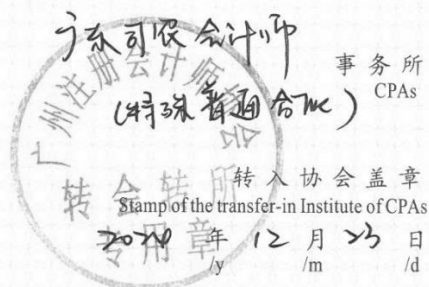 广东司农会计师
事务所
CPAs
(特殊普通合伙)
广州注册会计师协会
转会转所
专用章
转入协会盖章
Stamp of the transfer-in Institute of CPAs
2024 年 12 月 23 日
/y /m /d